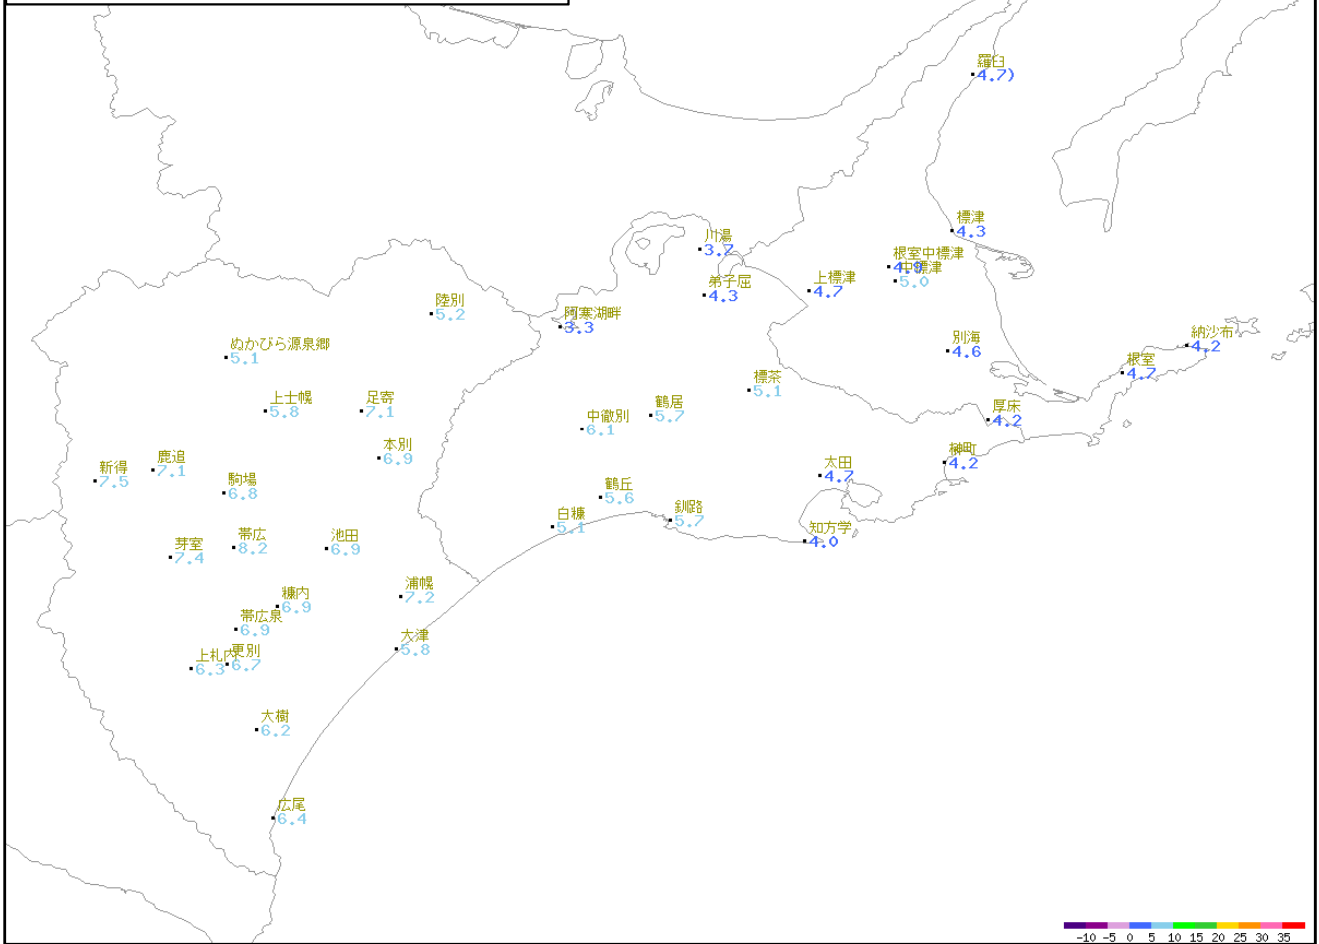 羅臼
4.7)
標津
4.3
川湯
3.7
根室中標津
4.9
中標津
5.0
弟子屈
4.3
上標津
4.7
陸別
5.2
阿寒湖畔
3.3
ぬかびら源泉郷
5.1
別海
4.6
納沙布
4.2
根室
4.7
標茶
5.1
上士幌
5.8
足寄
7.1
鶴居
5.7
中徹別
6.1
厚床
4.2
本別
6.9
榊町
4.2
鹿追
7.1
新得
7.5
太田
4.7
駒場
6.8
鶴丘
5.6
白糠
5.1
釧路
5.7
知方学
4.0
芽室
7.4
帯広
8.2
池田
6.9
浦幌
7.2
糠内
6.9
帯広泉
6.9
大津
5.8
上札内
6.3
更別
6.7
大樹
6.2
広尾
6.4
-10 -5 0 5 10 15 20 25 30 35